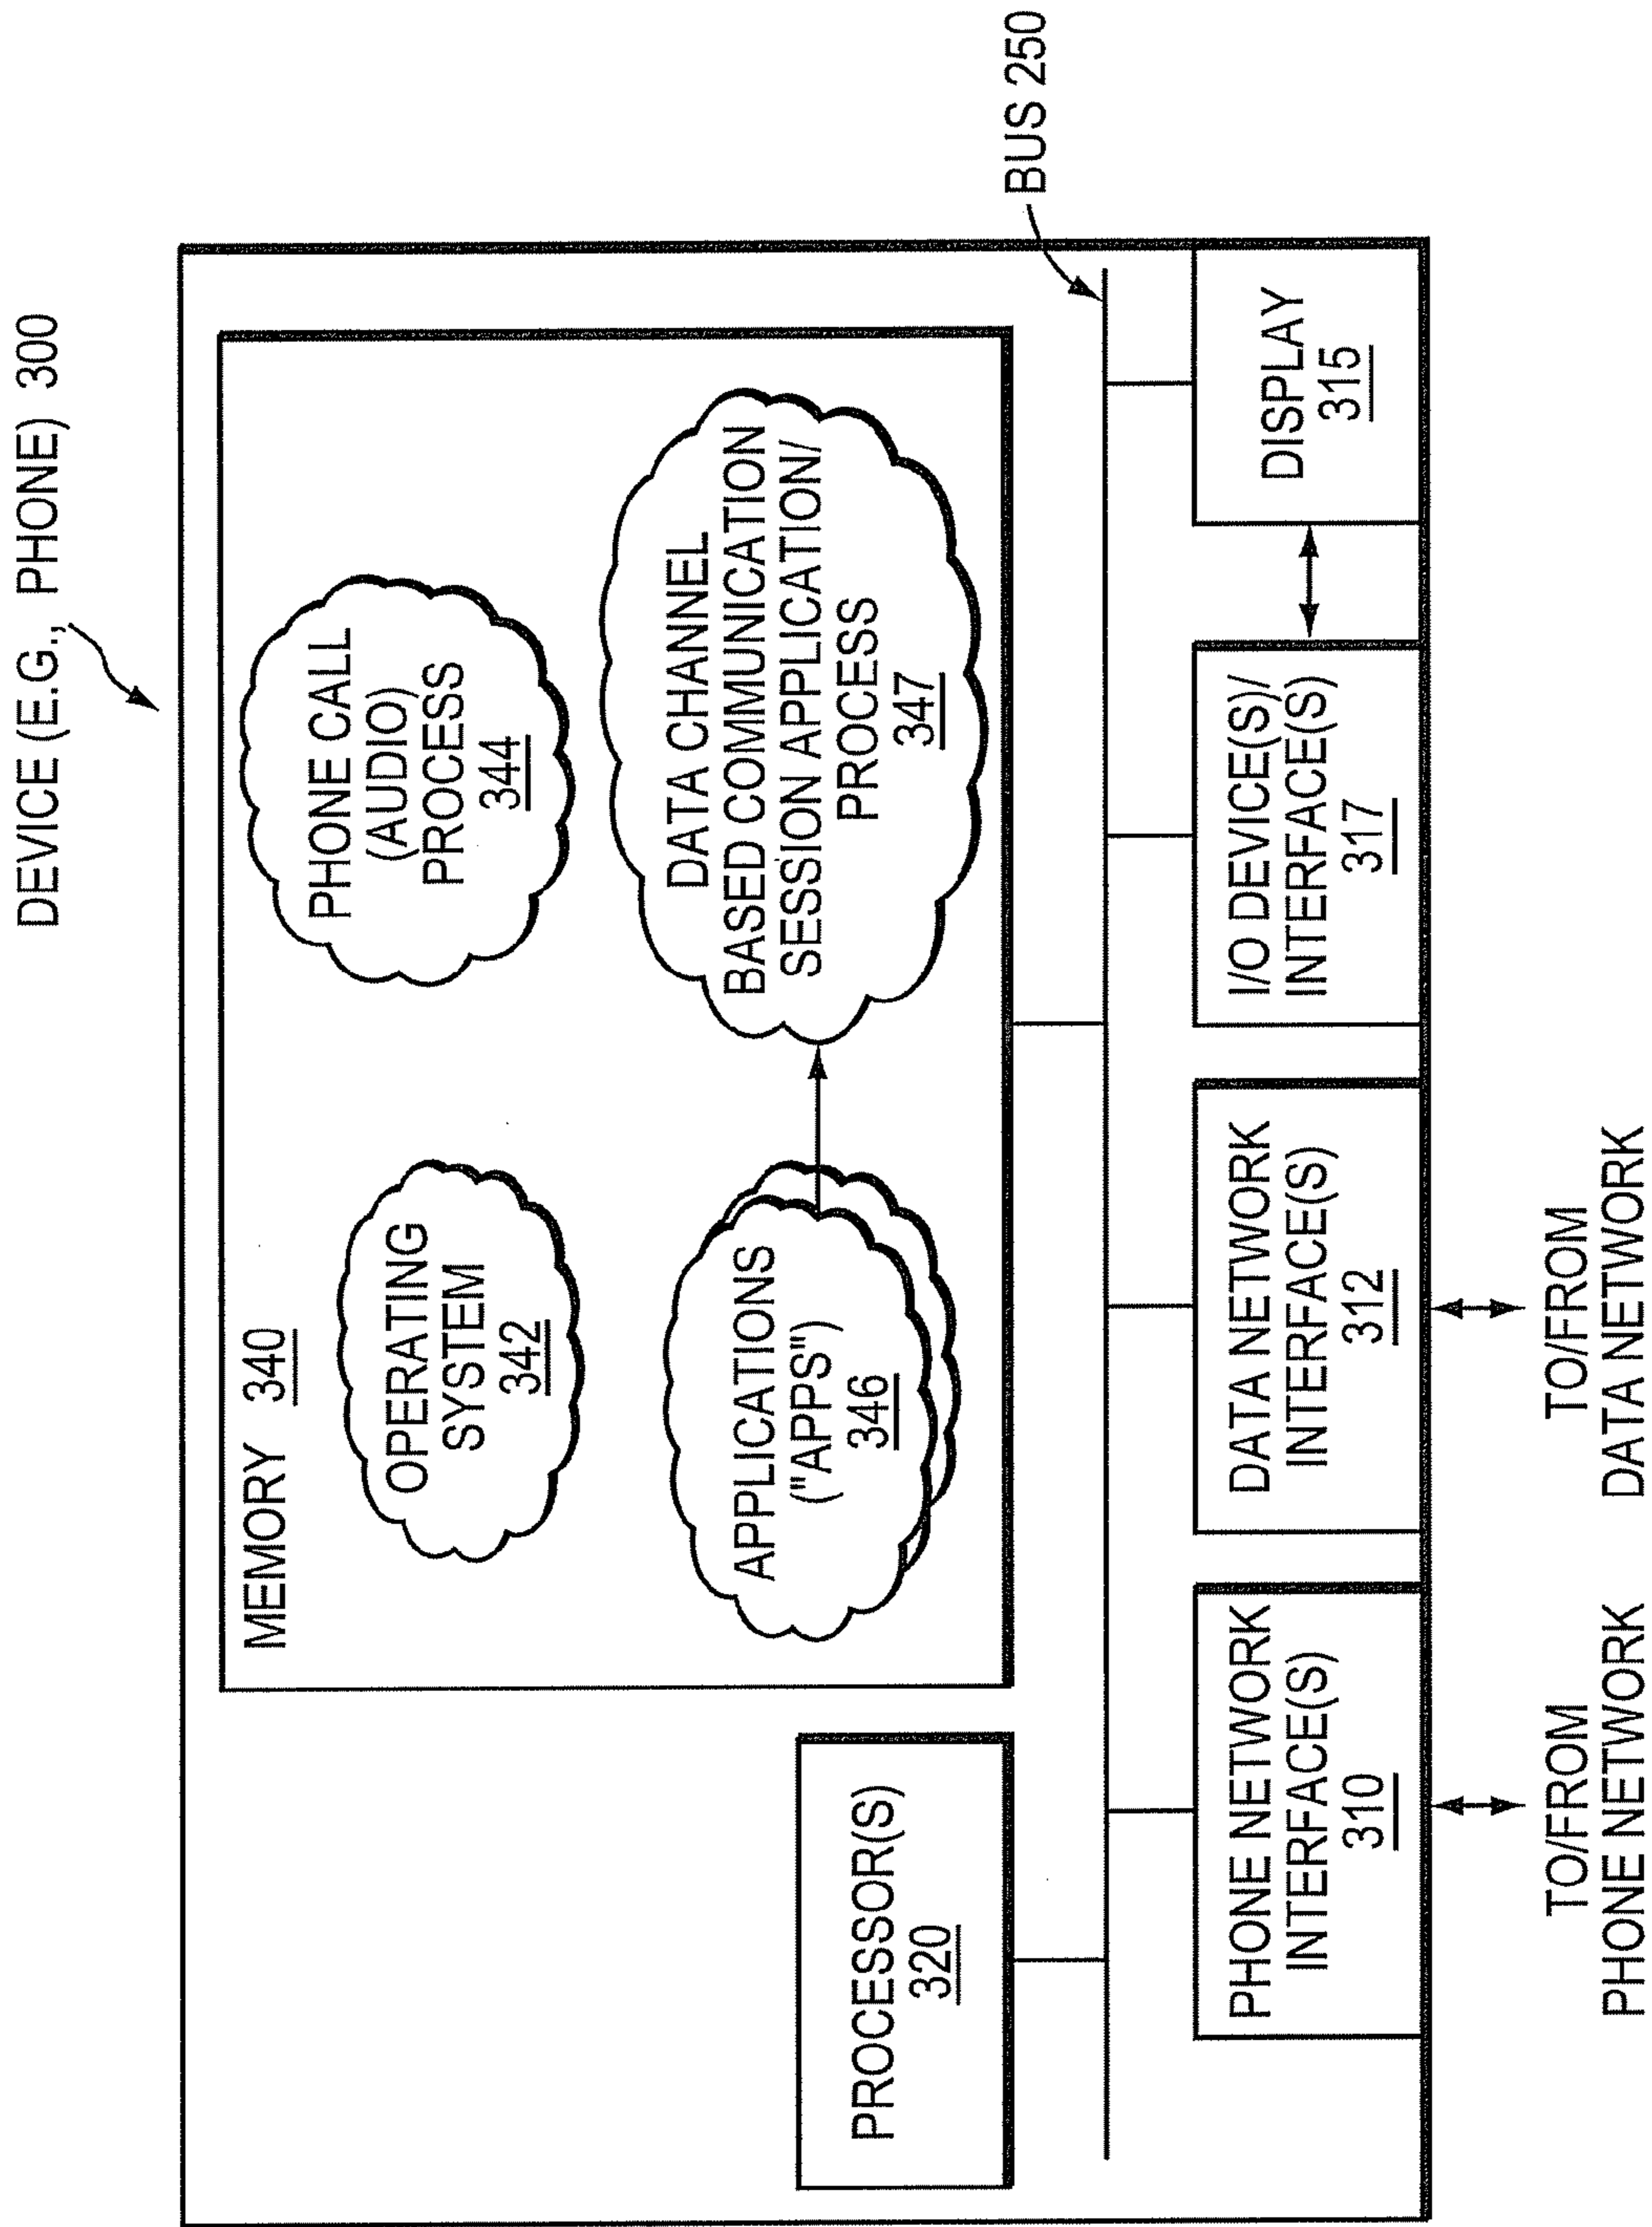 DEVICE (E.G., PHONE) 300
MEMORY 340
OPERATING
SYSTEM
342
PHONE CALL
(AUDIO)
PROCESS
344
APPLICATIONS
("'APPS'")
346
DATA CHANNEL
BASED COMMUNICATION
SESSION APPLICATION/
PROCESS
347
PROCESSOR(S)
320
BUS 250
PHONE NETWORK
INTERFACE(S)
310
DATA NETWORK
INTERFACE(S)
312
I/O DEVICE(S)/
INTERFACE(S)
317
DISPLAY
315
TO/FROM
PHONE NETWORK
TO/FROM
DATA NETWORK